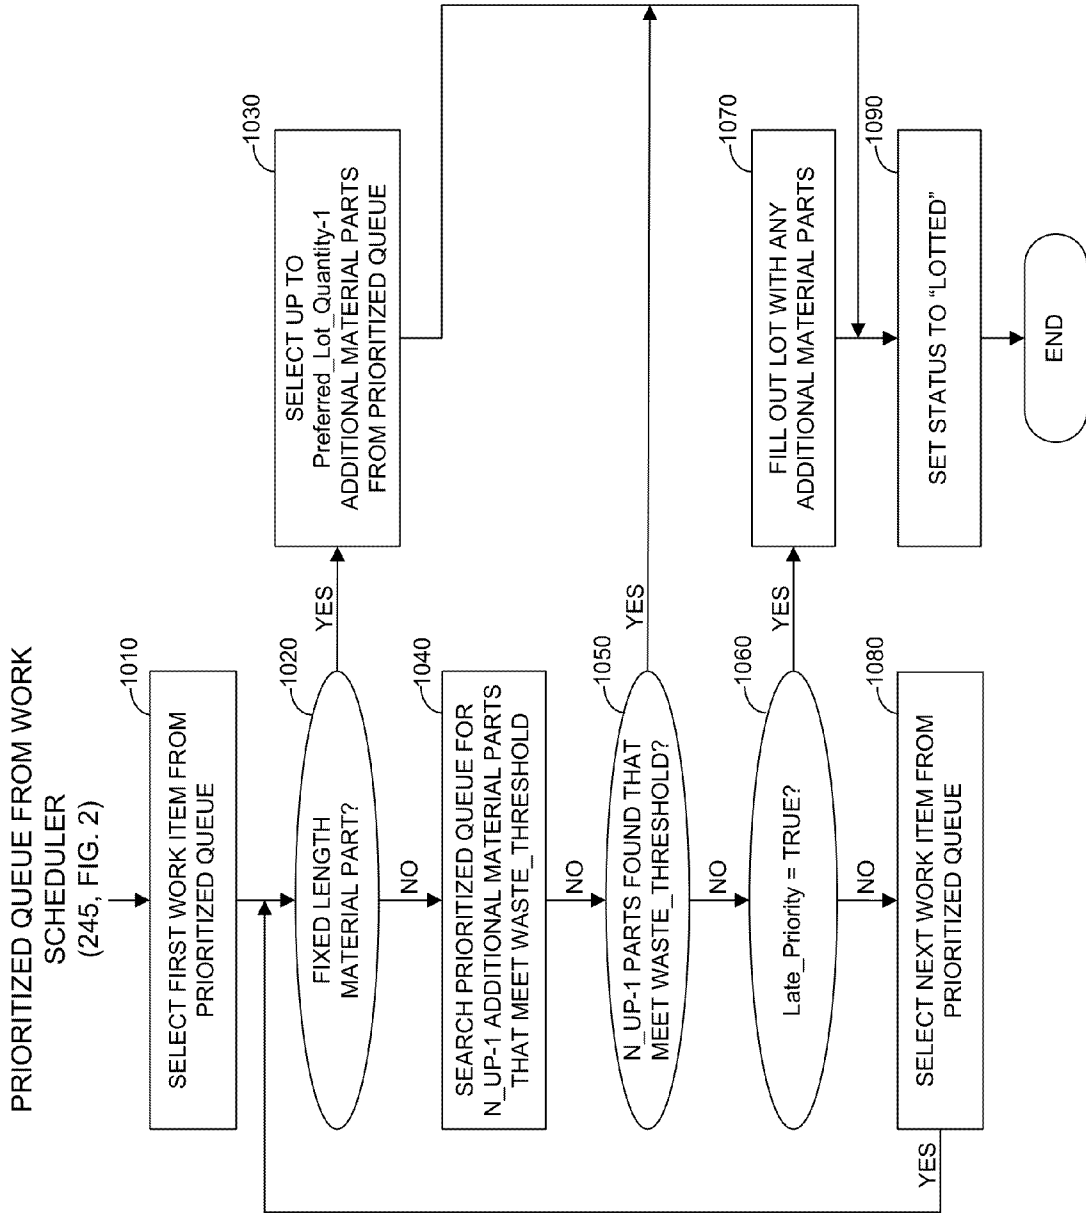 PRIORITIZED QUEUE FROM WORK
SCHEDULER
(245, FIG. 2)
1010
SELECT FIRST WORK ITEM FROM
PRIORITIZED QUEUE
1020
FIXED LENGTH
MATERIAL PART?
YES
NO
1030
SELECT UP TO
Preferred_Lot_Quantity-1
ADDITIONAL MATERIAL PARTS
FROM PRIORITIZED QUEUE
1040
SEARCH PRIORITIZED QUEUE FOR
N_UP-1 ADDITIONAL MATERIAL PARTS
THAT MEET WASTE_THRESHOLD
NO
1050
N_UP-1 PARTS FOUND THAT
MEET WASTE_THRESHOLD?
YES
NO
1060
Late_Priority = TRUE?
YES
NO
1070
FILL OUT LOT WITH ANY
ADDITIONAL MATERIAL PARTS
1080
SELECT NEXT WORK ITEM FROM
PRIORITIZED QUEUE
YES
1090
SET STATUS TO “LOTTED”
END